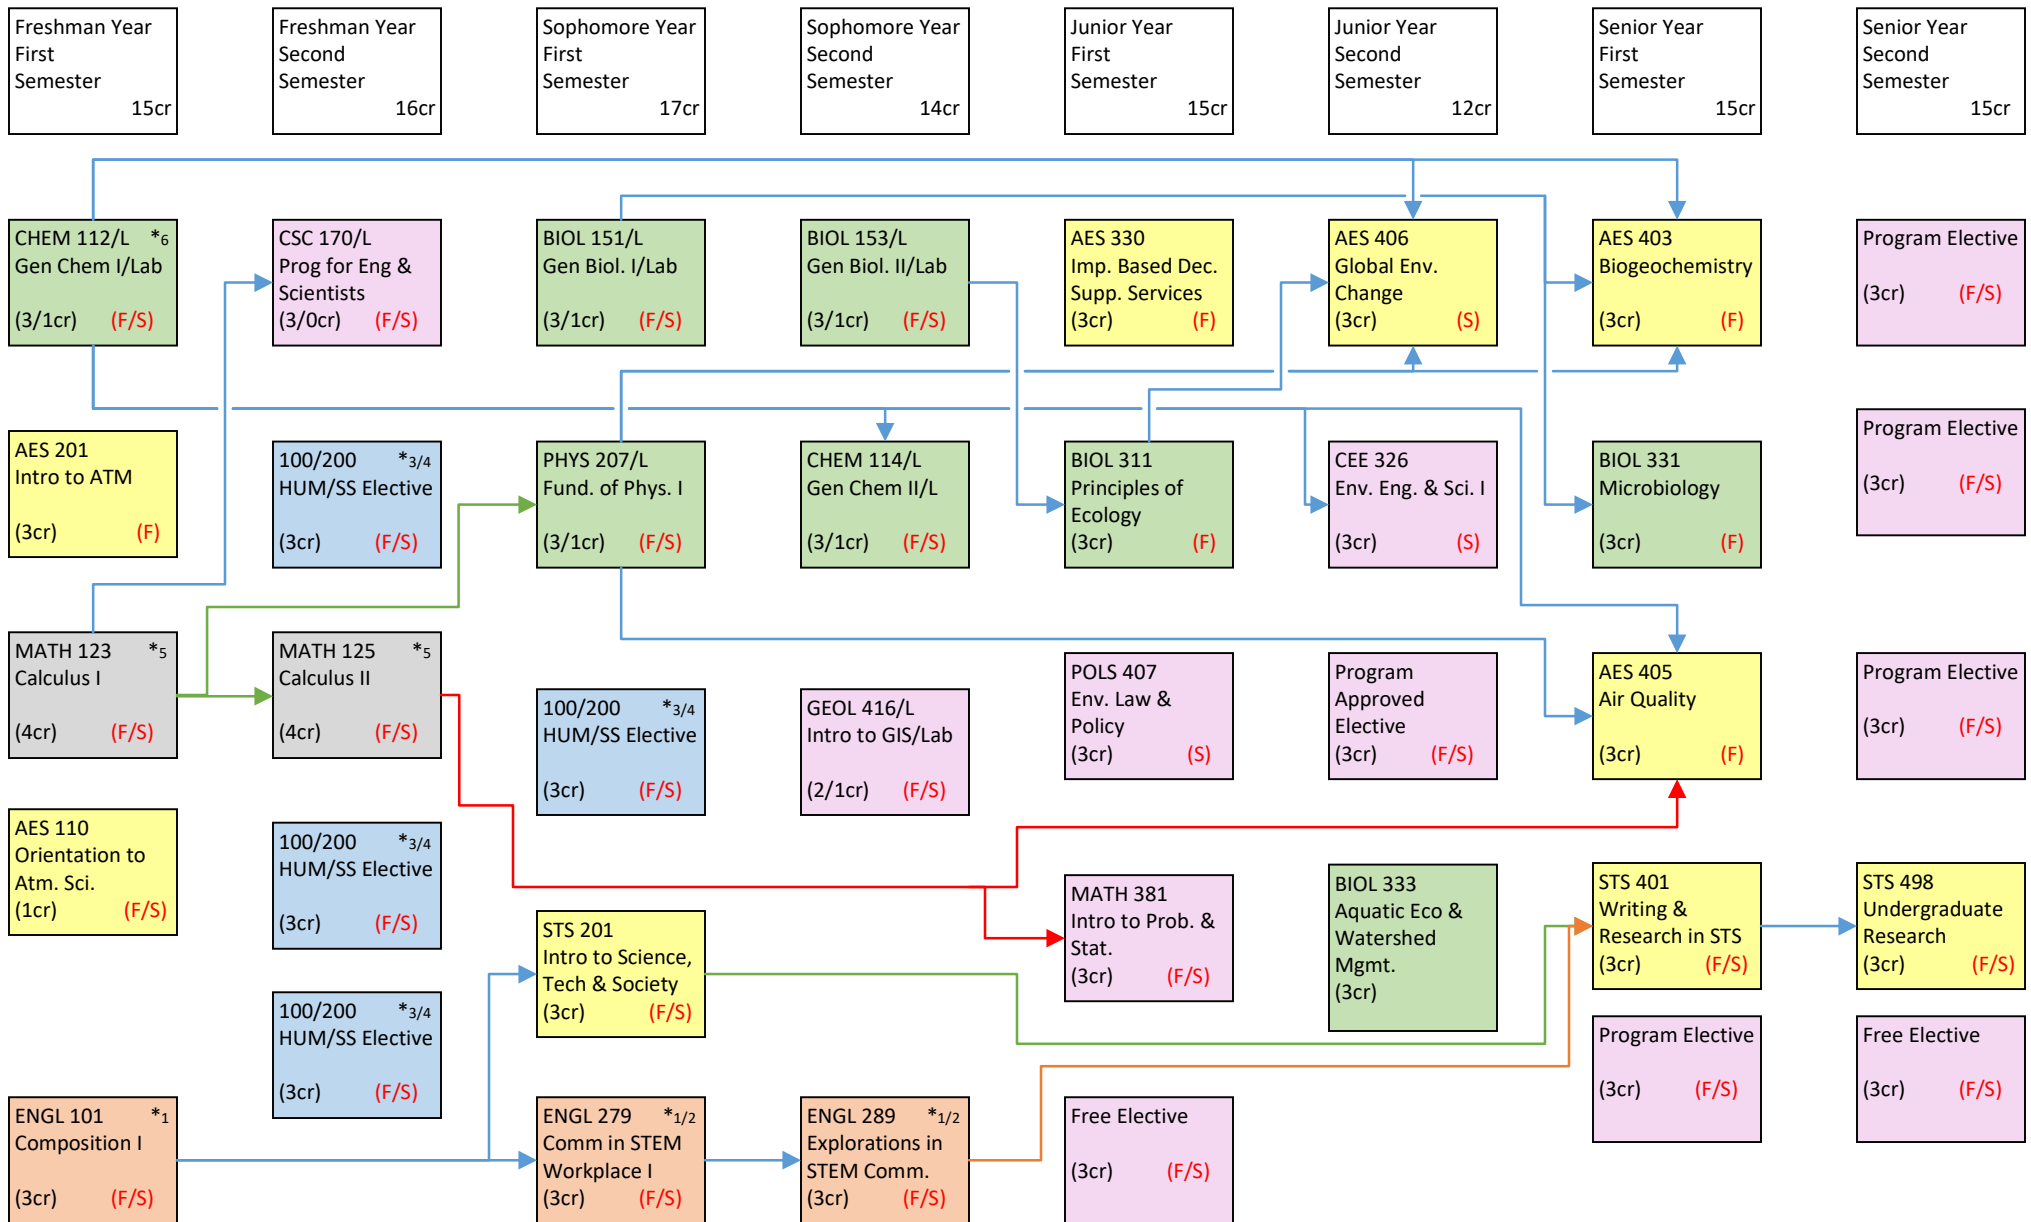 Freshman Year
First
Semester
15cr
Freshman Year
Second
Semester
16cr
Sophomore Year
First
Semester
17cr
Sophomore Year
Second
Semester
14cr
Junior Year
First
Semester
15cr
Junior Year
Second
Semester
12cr
Senior Year
First
Semester
15cr
Senior Year
Second
Semester
15cr
CHEM 112/L *6
Gen Chem I/Lab
(3/1cr) (F/S)
CSC 170/L
Prog for Eng &
Scientists
(3/0cr) (F/S)
BIOL 151/L
Gen Biol. I/Lab
(3/1cr) (F/S)
BIOL 153/L
Gen Biol. II/Lab
(3/1cr) (F/S)
AES 330
Imp. Based Dec.
Supp. Services
(3cr) (F)
AES 406
Global Env.
Change
(3cr) (S)
AES 403
Biogeochemistry
(3cr) (F)
Program Elective
(3cr) (F/S)
AES 201
Intro to ATM
(3cr) (F)
100/200 *3/4
HUM/SS Elective
(3cr) (F/S)
PHYS 207/L
Fund. of Phys. I
(3/1cr) (F/S)
CHEM 114/L
Gen Chem II/L
(3/1cr) (F/S)
BIOL 311
Principles of
Ecology
(3cr) (F)
CEE 326
Env. Eng. & Sci. I
(3cr) (S)
BIOL 331
Microbiology
(3cr) (F)
Program Elective
(3cr) (F/S)
MATH 123 *5
Calculus I
(4cr) (F/S)
MATH 125 *5
Calculus II
(4cr) (F/S)
100/200 *3/4
HUM/SS Elective
(3cr) (F/S)
GEOL 416/L
Intro to GIS/Lab
(2/1cr) (F/S)
POLS 407
Env. Law &
Policy
(3cr) (S)
Program
Approved
Elective
(3cr) (F/S)
AES 405
Air Quality
(3cr) (F)
Program Elective
(3cr) (F/S)
AES 110
Orientation to
Atm. Sci.
(1cr) (F/S)
100/200 *3/4
HUM/SS Elective
(3cr) (F/S)
STS 201
Intro to Science,
Tech & Society
(3cr) (F/S)
MATH 381
Intro to Prob. &
Stat.
(3cr) (F/S)
BIOL 333
Aquatic Eco &
Watershed
Mgmt.
(3cr)
STS 401
Writing &
Research in STS
(3cr) (F/S)
STS 498
Undergraduate
Research
(3cr) (F/S)
100/200 *3/4
HUM/SS Elective
(3cr) (F/S)
Program Elective
(3cr) (F/S)
Free Elective
(3cr) (F/S)
ENGL 101 *1
Composition I
(3cr) (F/S)
ENGL 279 *1/2
Comm in STEM
Workplace I
(3cr) (F/S)
ENGL 289 *1/2
Explorations in
STEM Comm.
(3cr) (F/S)
Free Elective
(3cr) (F/S)